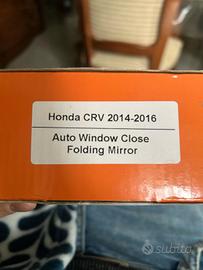 Honda CRV 2014-2016
Auto Window Close
Folding Mirror
subito